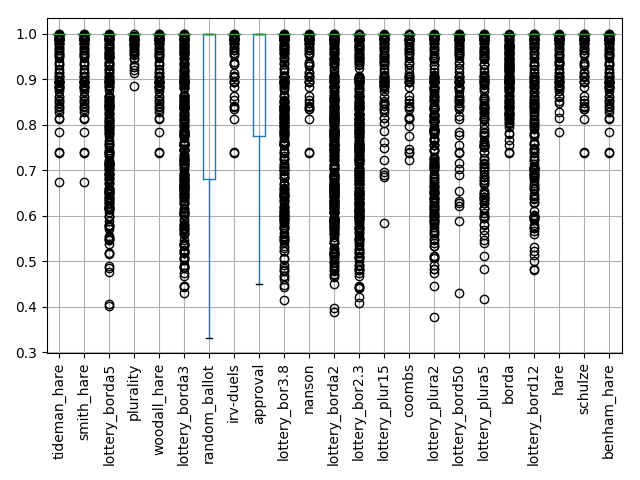 1.0
0.9
0.8
0.7
0.6
0.5
0.4
0.3
tideman_hare
smith_hare
lottery_borda5
plurality
woodall_hare
lottery_borda3
random_ballot
irv-duels
approval
lottery_bor3.8
nanson
lottery_borda2
lottery_bor2.3
lottery_plur15
coombs
lottery_plura2
lottery_bord50
lottery_plura5
borda
lottery_bord12
hare
schulze
benham_hare